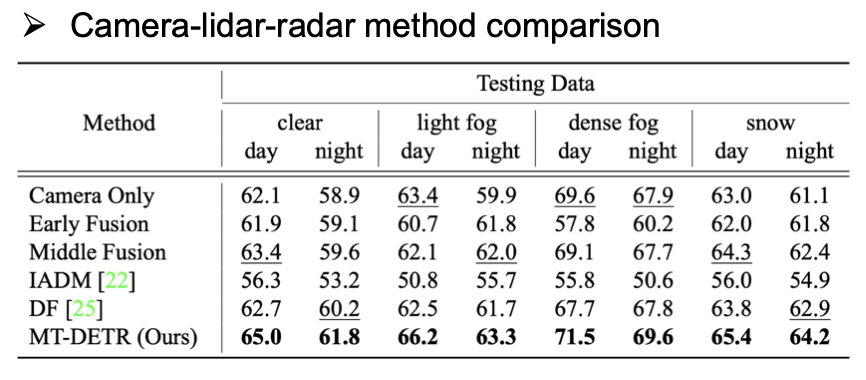 ➢ Camera-lidar-radar method comparison
Testing Data
Method clear light fog dense fog snow
day night day night day night day night
Camera Only 62.1 58.9 63.4 59.9 69.6 67.9 63.0 61.1
Early Fusion 61.9 59.1 60.7 61.8 57.8 60.2 62.0 61.8
Middle Fusion 63.4 59.6 62.1 62.0 69.1 67.7 64.3 62.4
IADM [22] 56.3 53.2 50.8 55.7 55.8 50.6 56.0 54.9
DF [25] 62.7 60.2 62.5 61.7 67.7 67.8 63.8 62.9
MT-DETR (Ours) 65.0 61.8 66.2 63.3 71.5 69.6 65.4 64.2